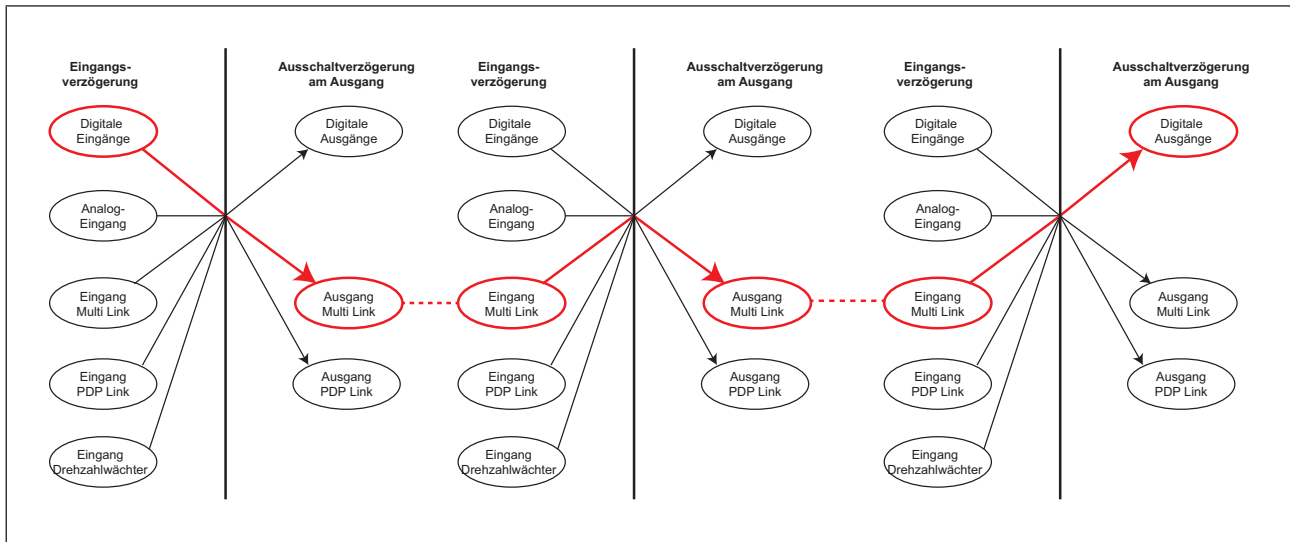 Eingangs-
verzögerung
Ausschaltverzögerung
am Ausgang
Eingangs-
verzögerung
Ausschaltverzögerung
am Ausgang
Eingangs-
verzögerung
Ausschaltverzögerung
am Ausgang
Digitale
Eingänge
Digitale
Ausgänge
Digitale
Eingänge
Digitale
Ausgänge
Digitale
Eingänge
Digitale
Ausgänge
Analog-
Eingang
Analog-
Eingang
Analog-
Eingang
Eingang
Multi Link
Ausgang
Multi Link
Eingang
Multi Link
Ausgang
Multi Link
Eingang
Multi Link
Ausgang
Multi Link
Eingang
PDP Link
Ausgang
PDP Link
Eingang
PDP Link
Ausgang
PDP Link
Eingang
PDP Link
Ausgang
PDP Link
Eingang
Drehzahlwächter
Eingang
Drehzahlwächter
Eingang
Drehzahlwächter